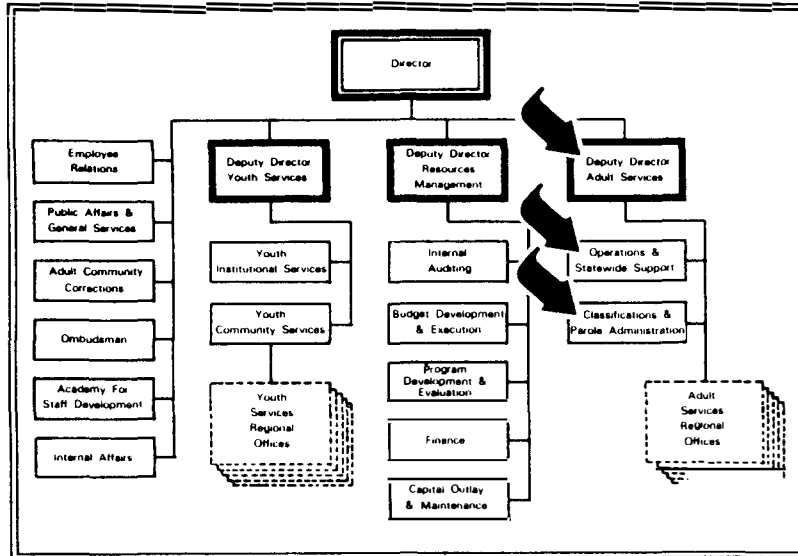 Director
Employee
Relations
Public Affairs &
General Services
Adult Community
Corrections
Ombudsman
Academy For
Staff Development
Internal Affairs
Deputy Director
Youth Services
Youth
Institutional Services
Youth
Community Services
Youth
Services
Regional
Offices
Deputy Director
Resources
Management
Internal
Auditing
Budget Development
& Execution
Program
Development &
Evaluation
Finance
Capital Outlay
& Maintenance
Deputy Director
Adult Services
Operations &
Statewide Support
Classifications &
Parole Administration
Adult
Services
Regional
Offices